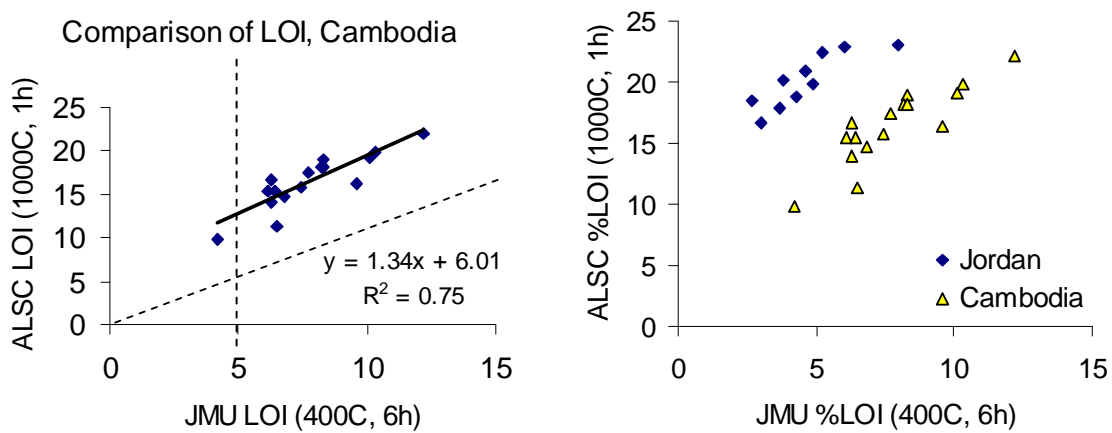 Comparison of LOI, Cambodia
ALSC LOI (1000C, 1h)
25
20
15
10
5
0
y = 1.34x + 6.01
R² = 0.75
0 5 10 15
JMU LOI (400C, 6h)
ALSC %LOI (1000C, 1h)
25
20
15
10
5
0
Jordan
Cambodia
0 5 10 15
JMU %LOI (400C, 6h)